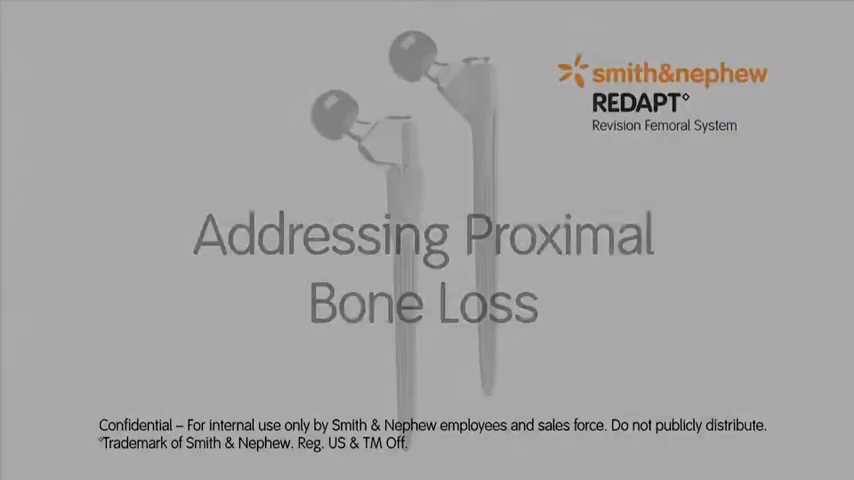 smith&nephew
REDAPT◊
Revision Femoral System
Addressing Proximal
Bone Loss
Confidential – For internal use only by Smith & Nephew employees and sales force. Do not publicly distribute.
◊Trademark of Smith & Nephew. Reg. US & TM Off.